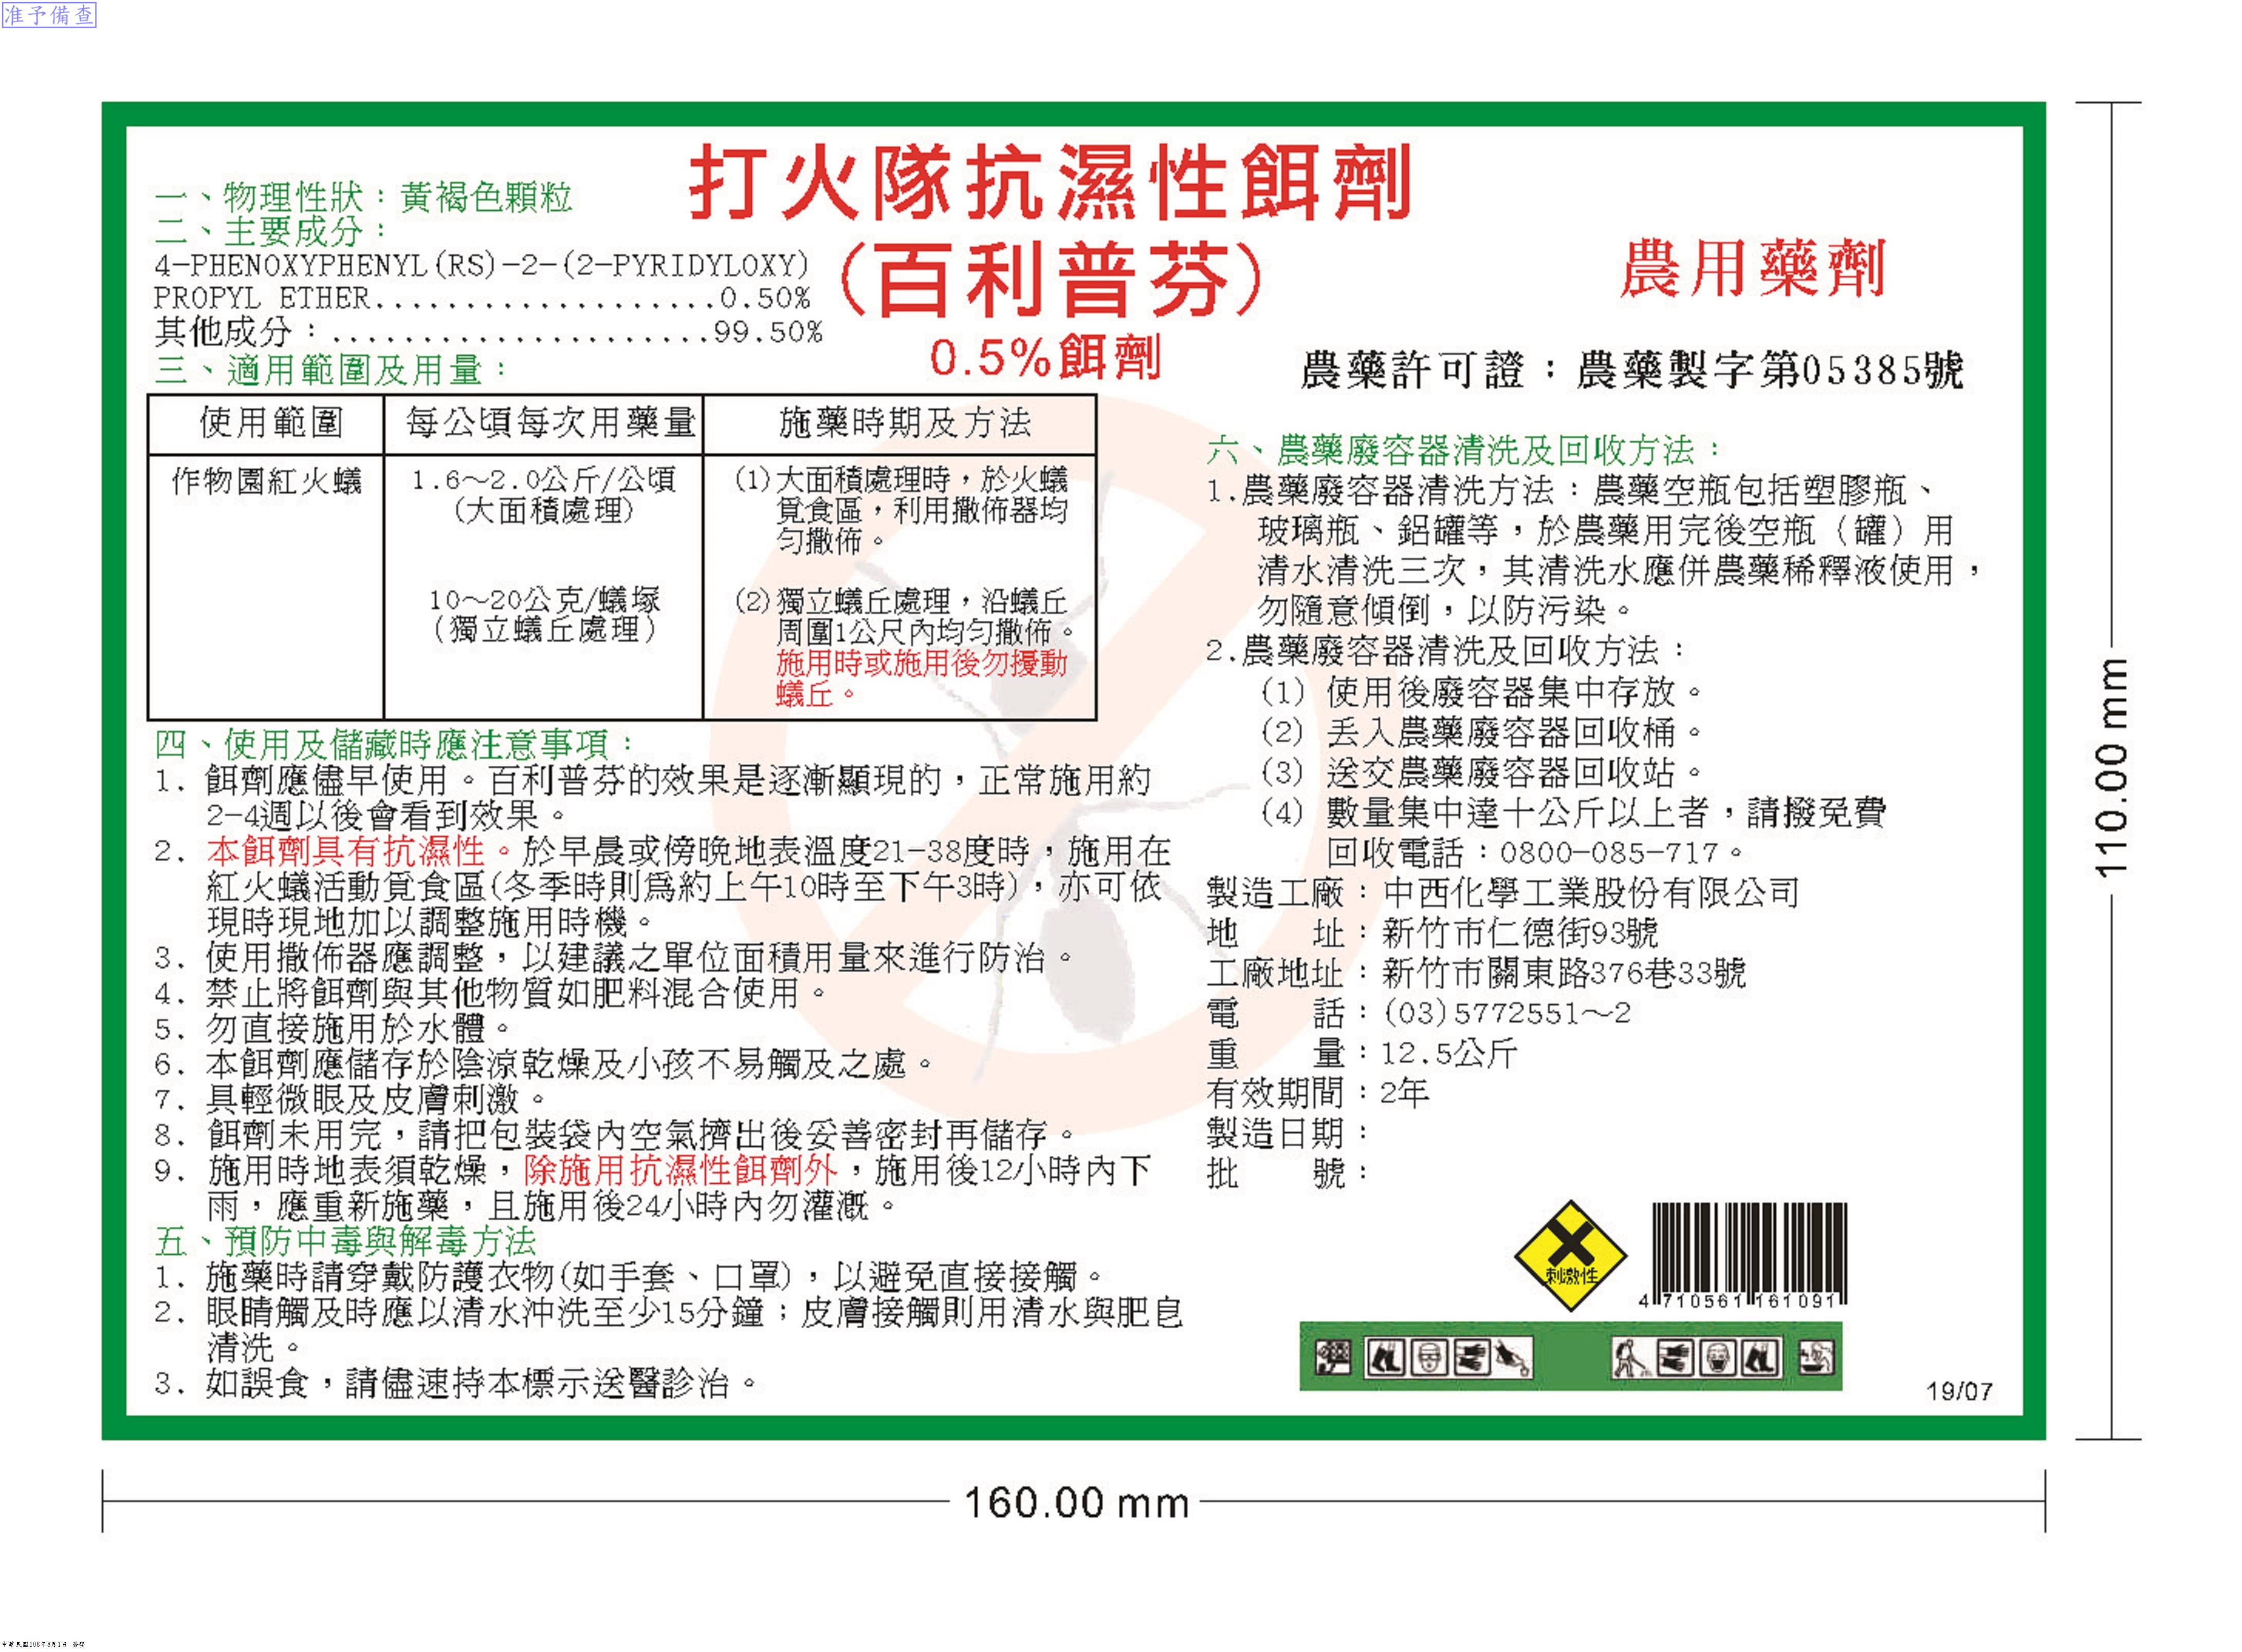 准予備查
打火隊抗濕性餌劑
(百利普芬)
0.5%餌劑
農用藥劑
農藥許可證：農藥製字第05385號
一、物理性狀：黃褐色顆粒
二、主要成分：
4-PHENOXYPHENYL(RS)-2-(2-PYRIDYLOXY)
PROPYL ETHER...................0.50%
其他成分：.....................99.50%
三、適用範圍及用量：
使用範圍 每公頃每次用藥量 施藥時期及方法
作物園紅火蟻
1.6～2.0公斤/公頃
(大面積處理)
(1)大面積處理時，於火蟻
覓食區，利用撒佈器均
勻撒佈。
10～20公克/蟻塚
(獨立蟻丘處理)
(2)獨立蟻丘處理，沿蟻丘
周圍1公尺內均勻撒佈。
施用時或施用後勿擾動
蟻丘。
四、使用及儲藏時應注意事項：
1. 餌劑應儘早使用。百利普芬的效果是逐漸顯現的，正常施用約
2-4週以後會看到效果。
2. 本餌劑具有抗濕性。於早晨或傍晚地表溫度21-38度時，施用在
紅火蟻活動覓食區(冬季時則為約上午10時至下午3時)，亦可依
現時現地加以調整施用時機。
3. 使用撒佈器應調整，以建議之單位面積用量來進行防治。
4. 禁止將餌劑與其他物質如肥料混合使用。
5. 勿直接施用於水體。
6. 本餌劑應儲存於陰涼乾燥及小孩不易觸及之處。
7. 具輕微眼及皮膚刺激。
8. 餌劑未用完，請把包裝袋內空氣擠出後妥善密封再儲存。
9. 施用時地表須乾燥，除施用抗濕性餌劑外，施用後12小時內下
雨，應重新施藥，且施用後24小時內勿灌溉。
五、預防中毒與解毒方法
1. 施藥時請穿戴防護衣物(如手套、口罩)，以避免直接接觸。
2. 眼睛觸及時應以清水沖洗至少15分鐘；皮膚接觸則用清水與肥皂
清洗。
3. 如誤食，請儘速持本標示送醫診治。
六、農藥廢容器清洗及回收方法：
1.農藥廢容器清洗方法：農藥空瓶包括塑膠瓶、
玻璃瓶、鋁罐等，於農藥用完後空瓶（罐）用
清水清洗三次，其清洗水應併農藥稀釋液使用，
勿隨意傾倒，以防污染。
2.農藥廢容器清洗及回收方法：
(1) 使用後廢容器集中存放。
(2) 丟入農藥廢容器回收桶。
(3) 送交農藥廢容器回收站。
(4) 數量集中達十公斤以上者，請撥免費
回收電話：0800-085-717。
製造工廠：中西化學工業股份有限公司
地 址：新竹市仁德街93號
工廠地址：新竹市關東路376巷33號
電 話：(03)5772551～2
重 量：12.5公斤
有效期間：2年
製造日期：
批 號：
刺激性
4 710561 161091
19/07
110.00 mm
160.00 mm
中華民國108年8月1日 簽發